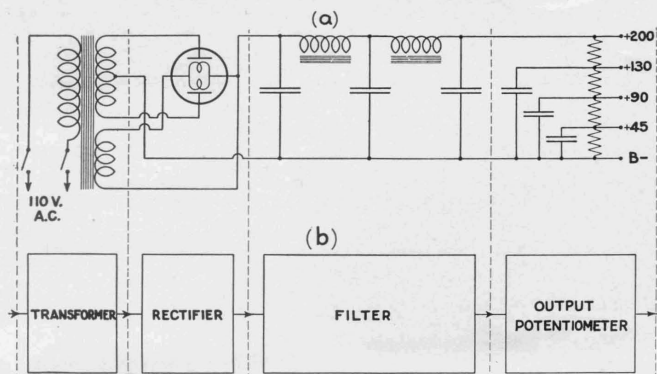 (a)
+200
+130
+90
+45
B-
110 V.
A.C.
(b)
TRANSFORMER
RECTIFIER
FILTER
OUTPUT
POTENTIOMETER